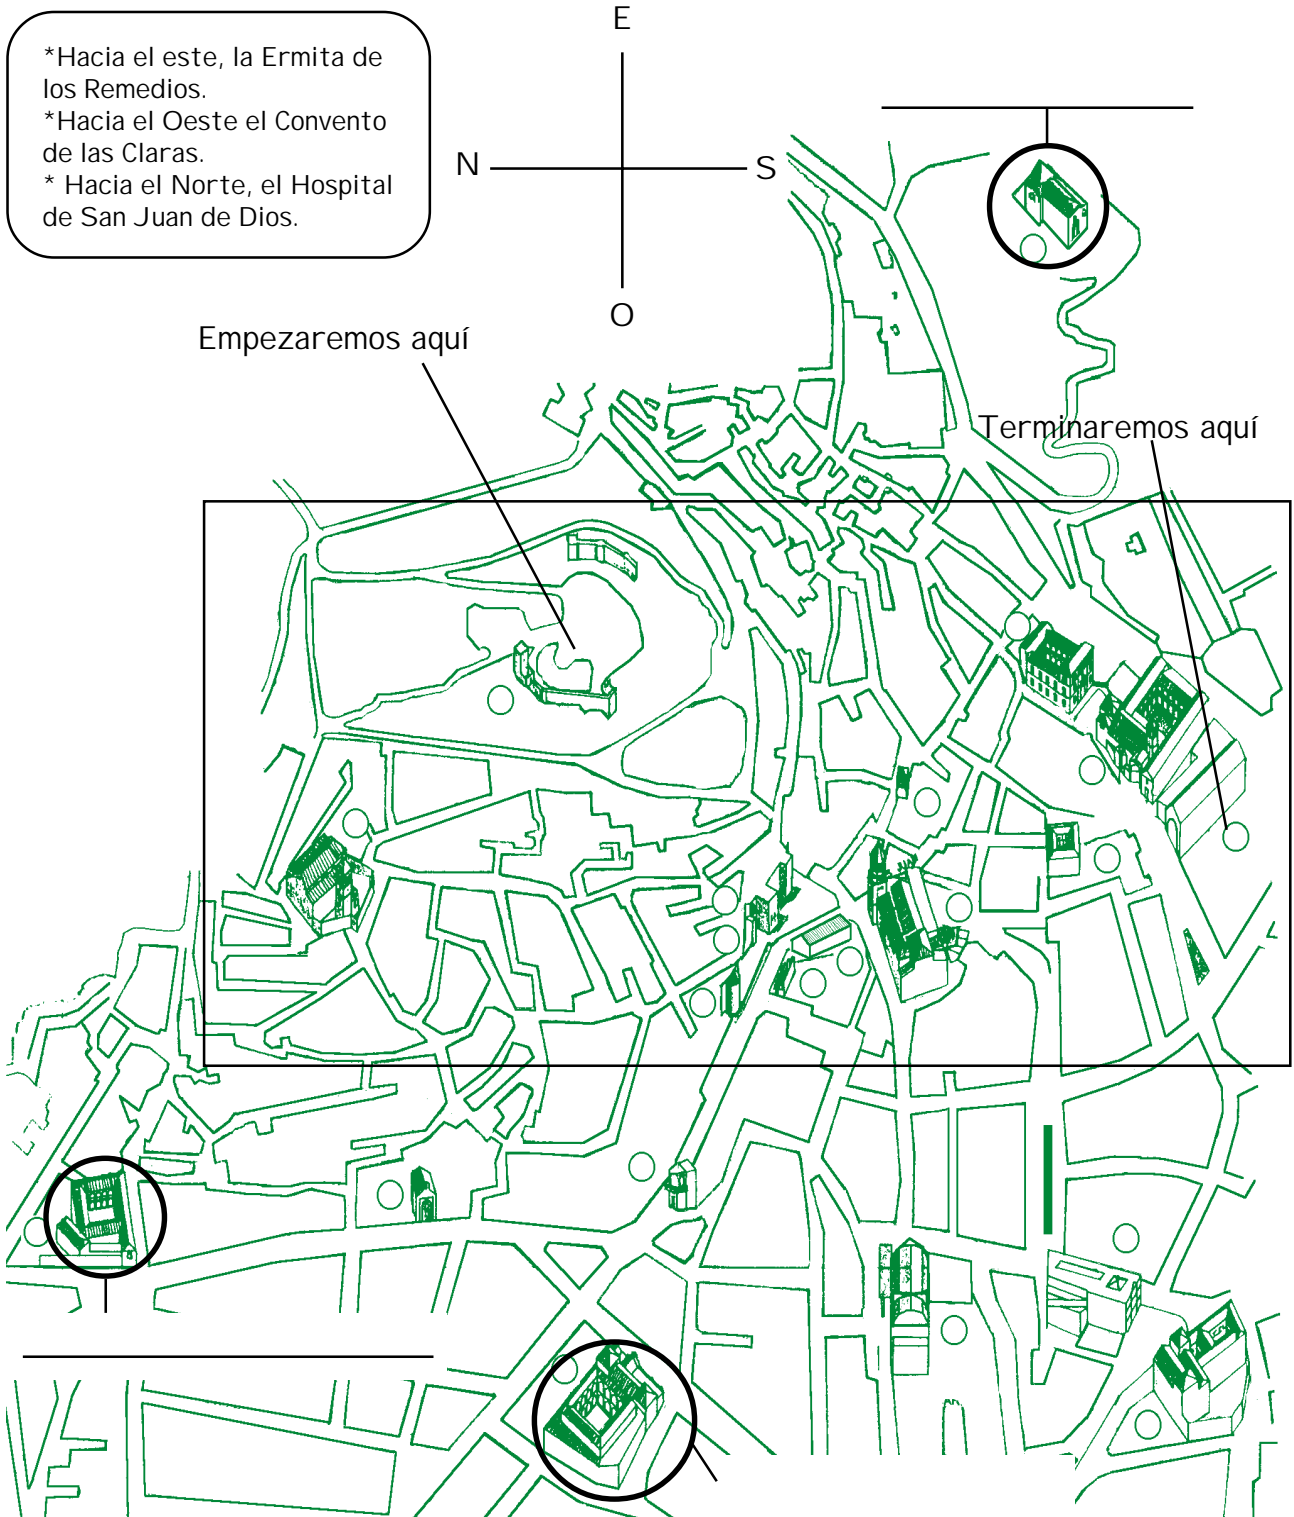 *Hacia el este, la Ermita de
los Remedios.
*Hacia el Oeste el Convento
de las Claras.
* Hacia el Norte, el Hospital
de San Juan de Dios.
E
N
S
O
Empezaremos aquí
Terminaremos aquí